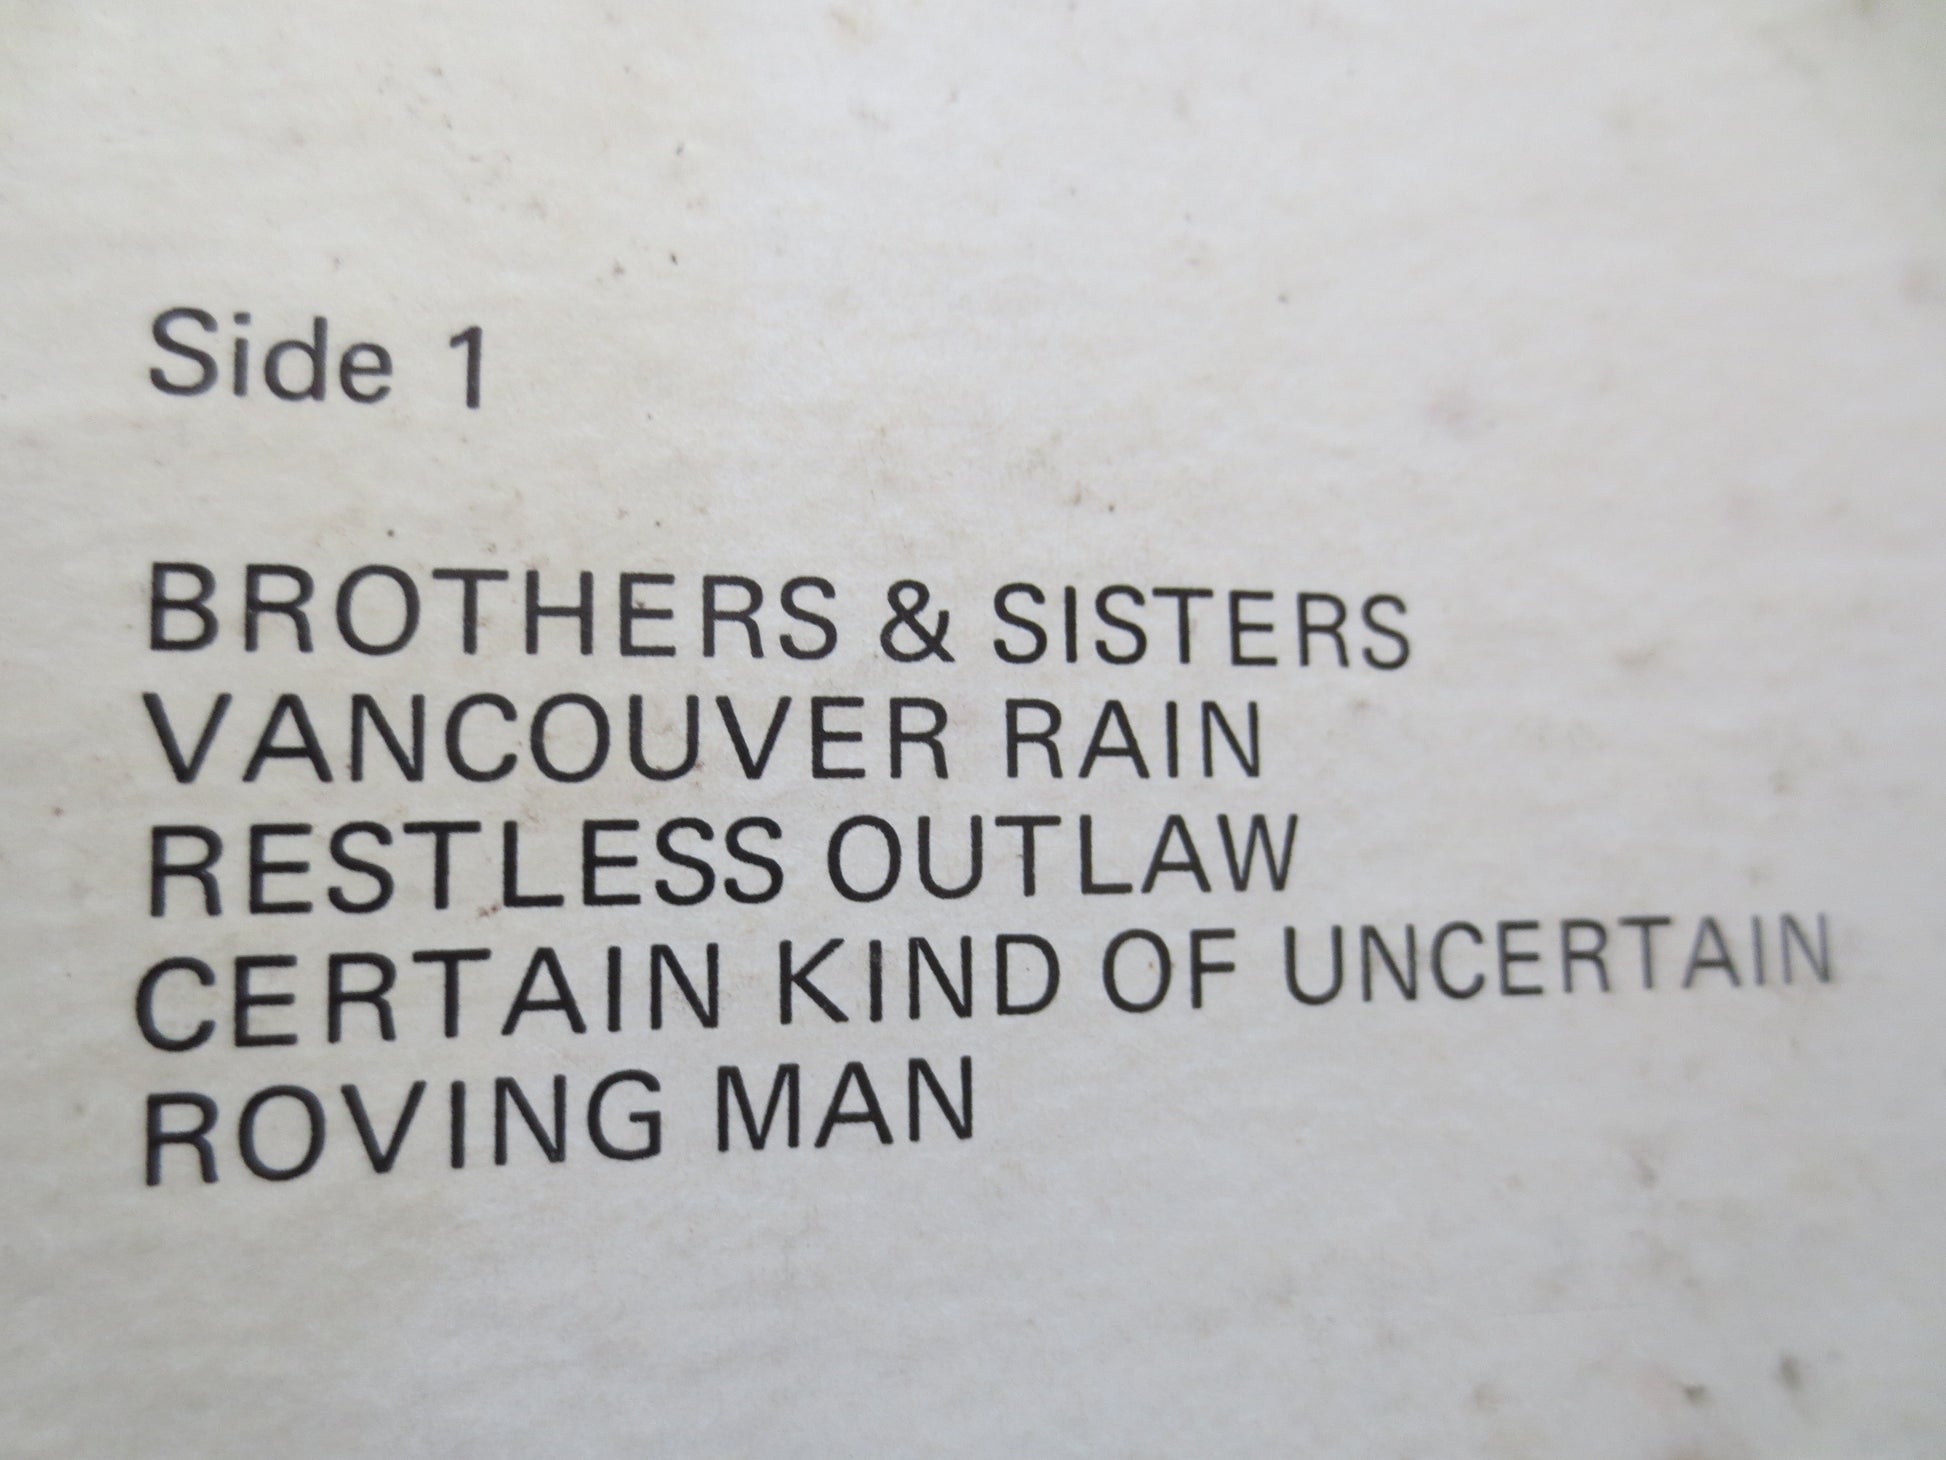 Side 1
BROTHERS & SISTERS
VANCOUVER RAIN
RESTLESS OUTLAW
CERTAIN KIND OF UNCERTAIN
ROVING MAN